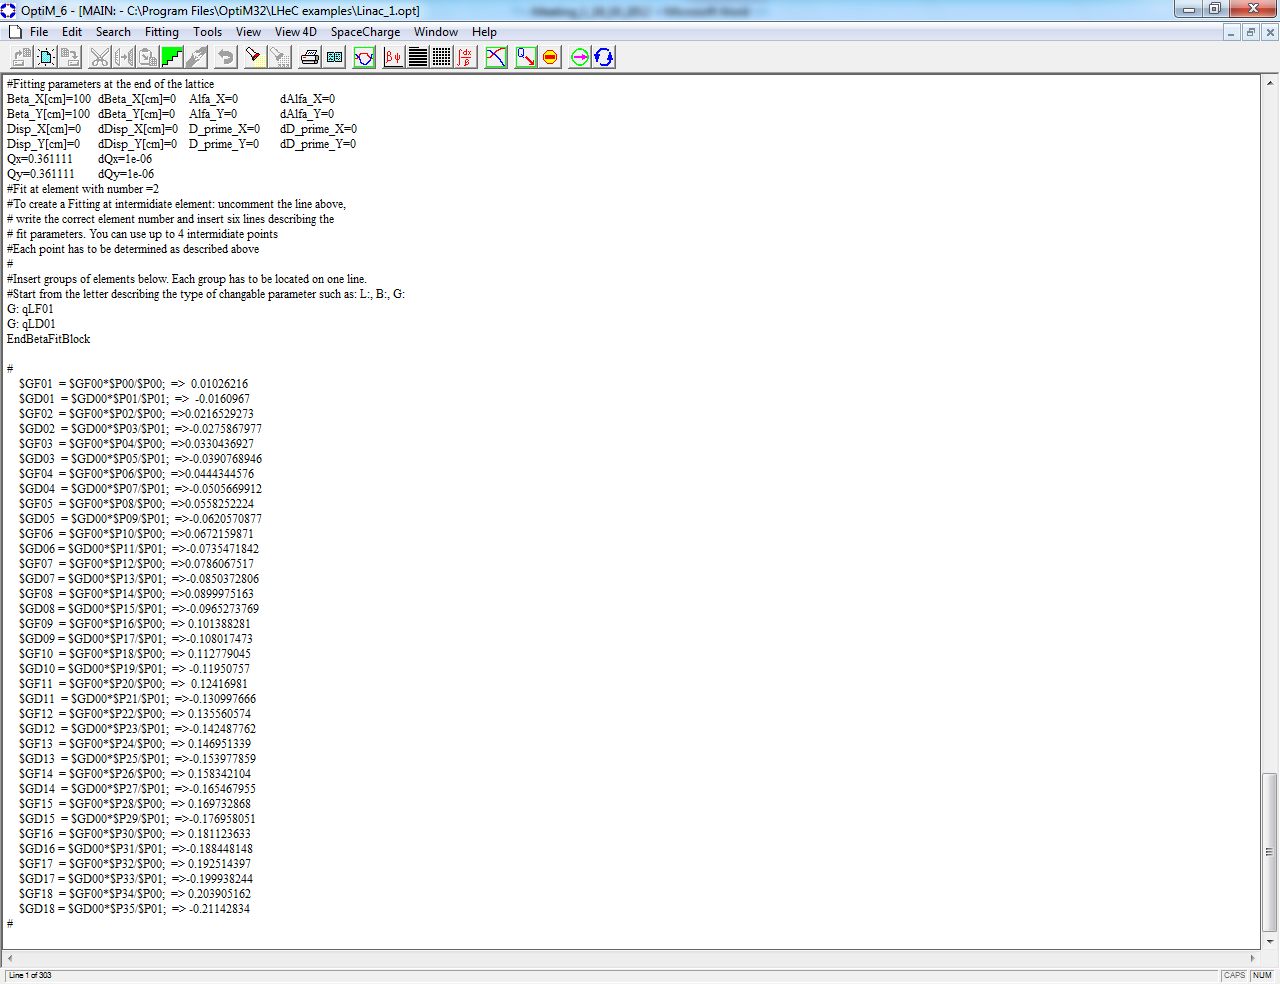 OptiM_6 - [MAIN: - C:\Program Files\OptiM32\LHeC examples\Linac_1.opt]
File Edit Search Fitting Tools View View 4D SpaceCharge Window Help
#Fitting parameters at the end of the lattice
Beta_X[cm]=100 dBeta_X[cm]=0 Alfa_X=0 dAlfa_X=0
Beta_Y[cm]=100 dBeta_Y[cm]=0 Alfa_Y=0 dAlfa_Y=0
Disp_X[cm]=0 dDisp_X[cm]=0 D_prime_X=0 dD_prime_X=0
Disp_Y[cm]=0 dDisp_Y[cm]=0 D_prime_Y=0 dD_prime_Y=0
Qx=0.361111 dQx=1e-06
Qy=0.361111 dQy=1e-06
#Fit at element with number =2
#To create a Fitting at intermidiate element: uncomment the line above,
# write the correct element number and insert six lines describing the
# fit parameters. You can use up to 4 intermidiate points
#Each point has to be determined as described above
#
#Insert groups of elements below. Each group has to be located on one line.
#Start from the letter describing the type of changable parameter such as: L:, B:, G:
G: qLF01
G: qLD01
EndBetaFitBlock
#
$GF01 = $GF00*$P00/$P00; => 0.01026216
$GD01 = $GD00*$P01/$P01; => -0.0160967
$GF02 = $GF00*$P02/$P00; =>0.0216529273
$GD02 = $GD00*$P03/$P01; =>-0.0275867977
$GF03 = $GF00*$P04/$P00; =>0.0330436927
$GD03 = $GD00*$P05/$P01; =>-0.0390768946
$GF04 = $GF00*$P06/$P00; =>0.0444344576
$GD04 = $GD00*$P07/$P01; =>-0.0505669912
$GF05 = $GF00*$P08/$P00; =>0.0558252224
$GD05 = $GD00*$P09/$P01; =>-0.0620570877
$GF06 = $GF00*$P10/$P00; =>0.0672159871
$GD06 = $GD00*$P11/$P01; =>-0.0735471842
$GF07 = $GF00*$P12/$P00; =>0.0786067517
$GD07 = $GD00*$P13/$P01; =>-0.0850372806
$GF08 = $GF00*$P14/$P00; =>0.0899975163
$GD08 = $GD00*$P15/$P01; =>-0.0965273769
$GF09 = $GF00*$P16/$P00; => 0.101388281
$GD09 = $GD00*$P17/$P01; =>-0.108017473
$GF10 = $GF00*$P18/$P00; => 0.112779045
$GD10 = $GD00*$P19/$P01; => -0.11950757
$GF11 = $GF00*$P20/$P00; => 0.12416981
$GD11 = $GD00*$P21/$P01; =>-0.130997666
$GF12 = $GF00*$P22/$P00; => 0.135560574
$GD12 = $GD00*$P23/$P01; =>-0.142487762
$GF13 = $GF00*$P24/$P00; => 0.146951339
$GD13 = $GD00*$P25/$P01; =>-0.153977859
$GF14 = $GF00*$P26/$P00; => 0.158342104
$GD14 = $GD00*$P27/$P01; =>-0.165467955
$GF15 = $GF00*$P28/$P00; => 0.169732868
$GD15 = $GD00*$P29/$P01; =>-0.176958051
$GF16 = $GF00*$P30/$P00; => 0.181123633
$GD16 = $GD00*$P31/$P01; =>-0.188448148
$GF17 = $GF00*$P32/$P00; => 0.192514397
$GD17 = $GD00*$P33/$P01; =>-0.199938244
$GF18 = $GF00*$P34/$P00; => 0.203905162
$GD18 = $GD00*$P35/$P01; => -0.21142834
#
Line 1 of 303 CAPS NUM